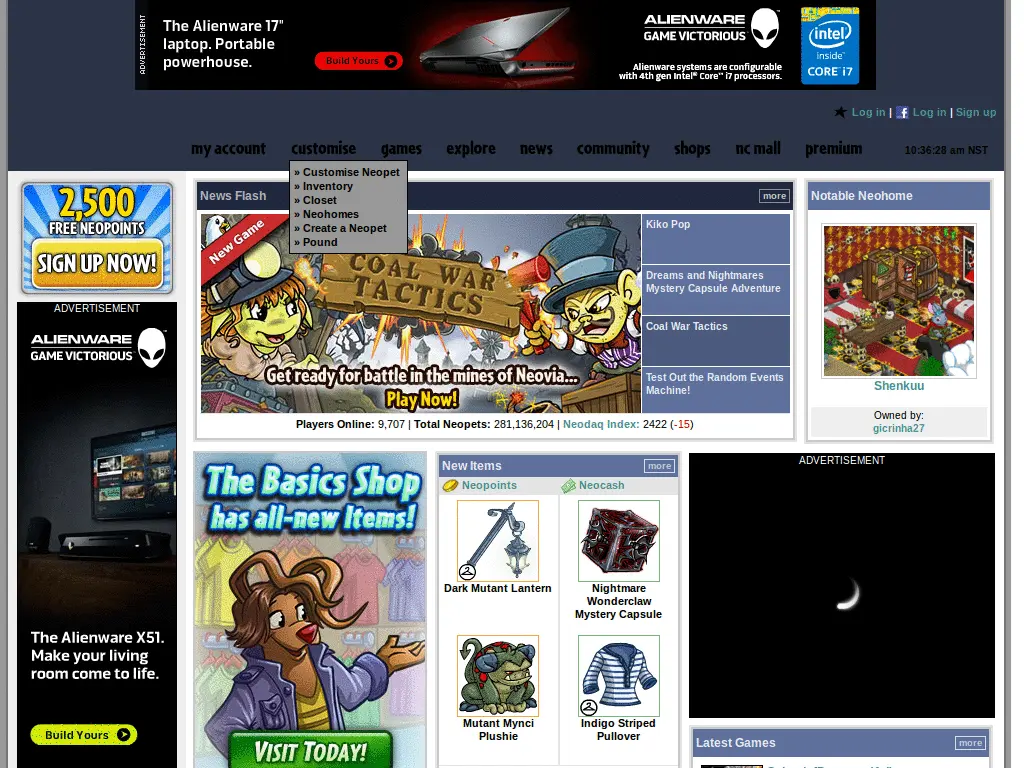 ADVERTISEMENT
The Alienware 17"
laptop. Portable
powerhouse.
Build Yours
ALIENWARE
GAME VICTORIOUS
Alienware systems are configurable
with 4th gen Intel® Core™ i7 processors.
intel
inside™
CORE™ i7
Log in | Log in | Sign up
my account customise games explore news community shops nc mall premium 10:36:28 am NST
» Customise Neopet
» Inventory
» Closet
» Neohomes
» Create a Neopet
» Pound
2,500
FREE NEOPOINTS
SIGN UP NOW!
ADVERTISEMENT
ALIENWARE
GAME VICTORIOUS™
The Alienware X51.
Make your living
room come to life.
Build Yours
News Flash more
New Game
COAL WAR
TACTICS
Get ready for battle in the mines of Neovia...
Play Now!
Kiko Pop
Dreams and Nightmares
Mystery Capsule Adventure
Coal War Tactics
Test Out the Random Events
Machine!
Players Online: 9,707 | Total Neopets: 281,136,204 | Neodaq Index: 2422 (-15)
Notable Neohome
Shenkuu
Owned by:
gicrinha27
The Basics Shop
has all-new Items!
VISIT TODAY!
New Items more
Neopoints Neocash
Dark Mutant Lantern
Nightmare
Wonderclaw
Mystery Capsule
Mutant Mynci
Plushie
Indigo Striped
Pullover
ADVERTISEMENT
Latest Games more